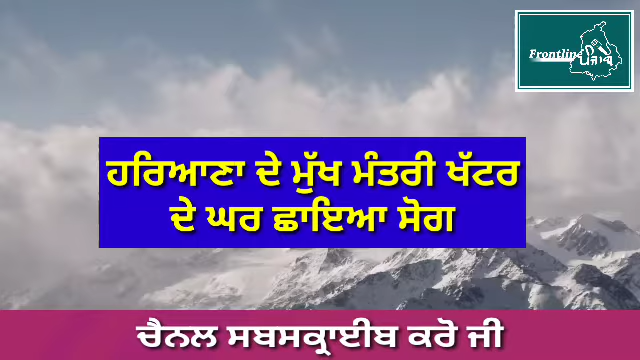 Frontline
ਪੰਜਾਬ
ਹਰਿਆਣਾ ਦੇ ਮੁੱਖ ਮੰਤਰੀ ਖੱਟਰ
ਦੇ ਘਰ ਛਾਇਆ ਸੋਗ
ਚੈਨਲ ਸਬਸਕ੍ਰਾਈਬ ਕਰੋ ਜੀ